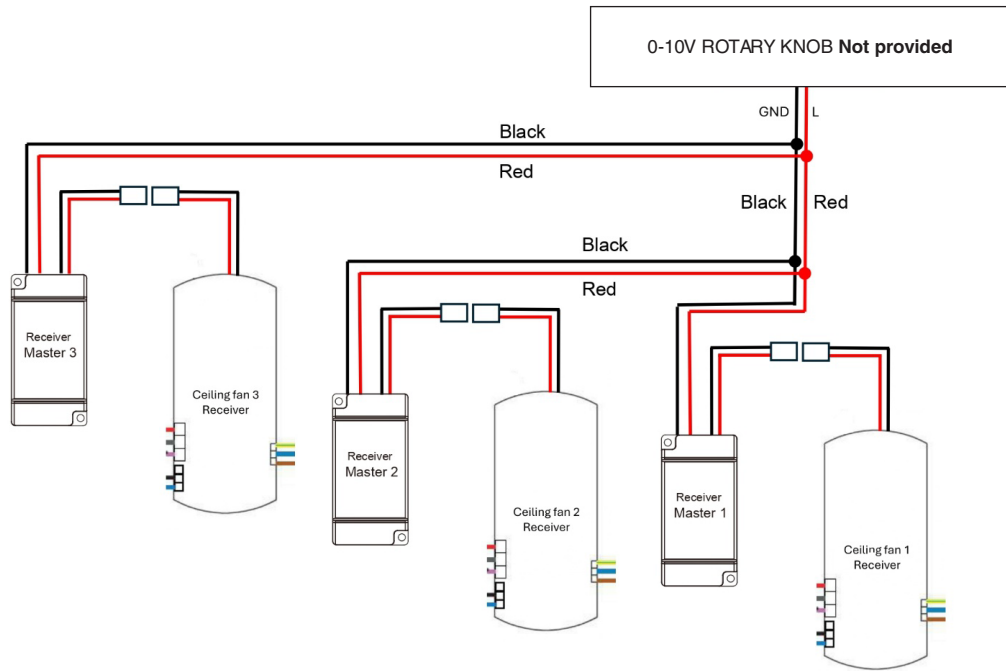 0-10V ROTARY KNOB Not provided
GND
L
Black
Red
Black
Red
Black
Red
Receiver
Master 3
Ceiling fan 3
Receiver
Receiver
Master 2
Ceiling fan 2
Receiver
Receiver
Master 1
Ceiling fan 1
Receiver